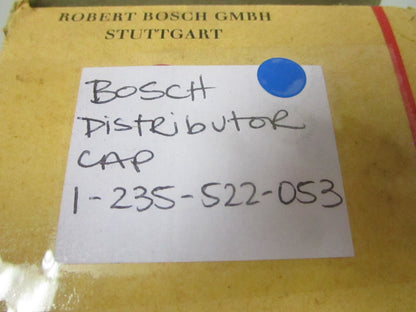 ROBERT BOSCH GMBH
STUTTGART
BOSCH
DISTRIBUTOR
CAP
1-235-522-053